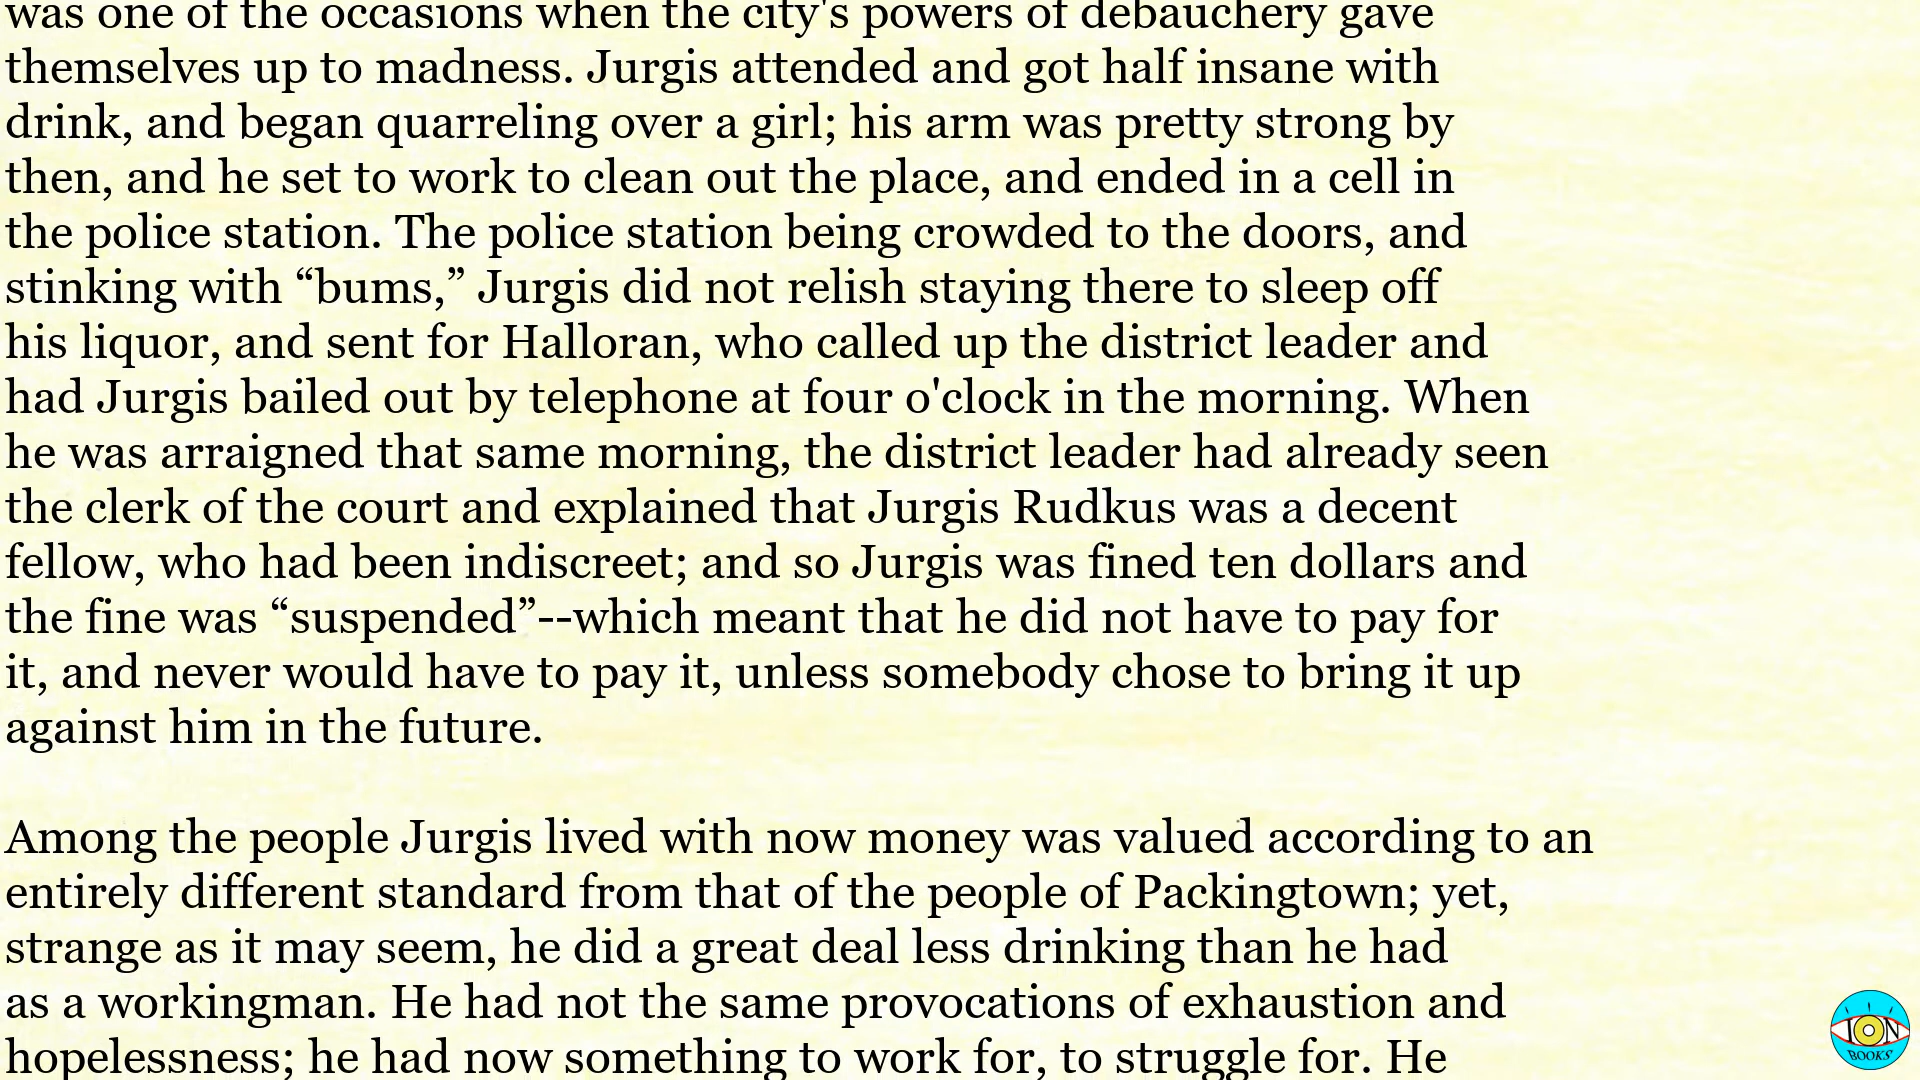 was one of the occasions when the city's powers of debauchery gave
themselves up to madness. Jurgis attended and got half insane with
drink, and began quarreling over a girl; his arm was pretty strong by
then, and he set to work to clean out the place, and ended in a cell in
the police station. The police station being crowded to the doors, and
stinking with “bums,” Jurgis did not relish staying there to sleep off
his liquor, and sent for Halloran, who called up the district leader and
had Jurgis bailed out by telephone at four o'clock in the morning. When
he was arraigned that same morning, the district leader had already seen
the clerk of the court and explained that Jurgis Rudkus was a decent
fellow, who had been indiscreet; and so Jurgis was fined ten dollars and
the fine was “suspended”--which meant that he did not have to pay for
it, and never would have to pay it, unless somebody chose to bring it up
against him in the future.

Among the people Jurgis lived with now money was valued according to an
entirely different standard from that of the people of Packingtown; yet,
strange as it may seem, he did a great deal less drinking than he had
as a workingman. He had not the same provocations of exhaustion and
hopelessness; he had now something to work for, to struggle for. He
ION
BOOKS